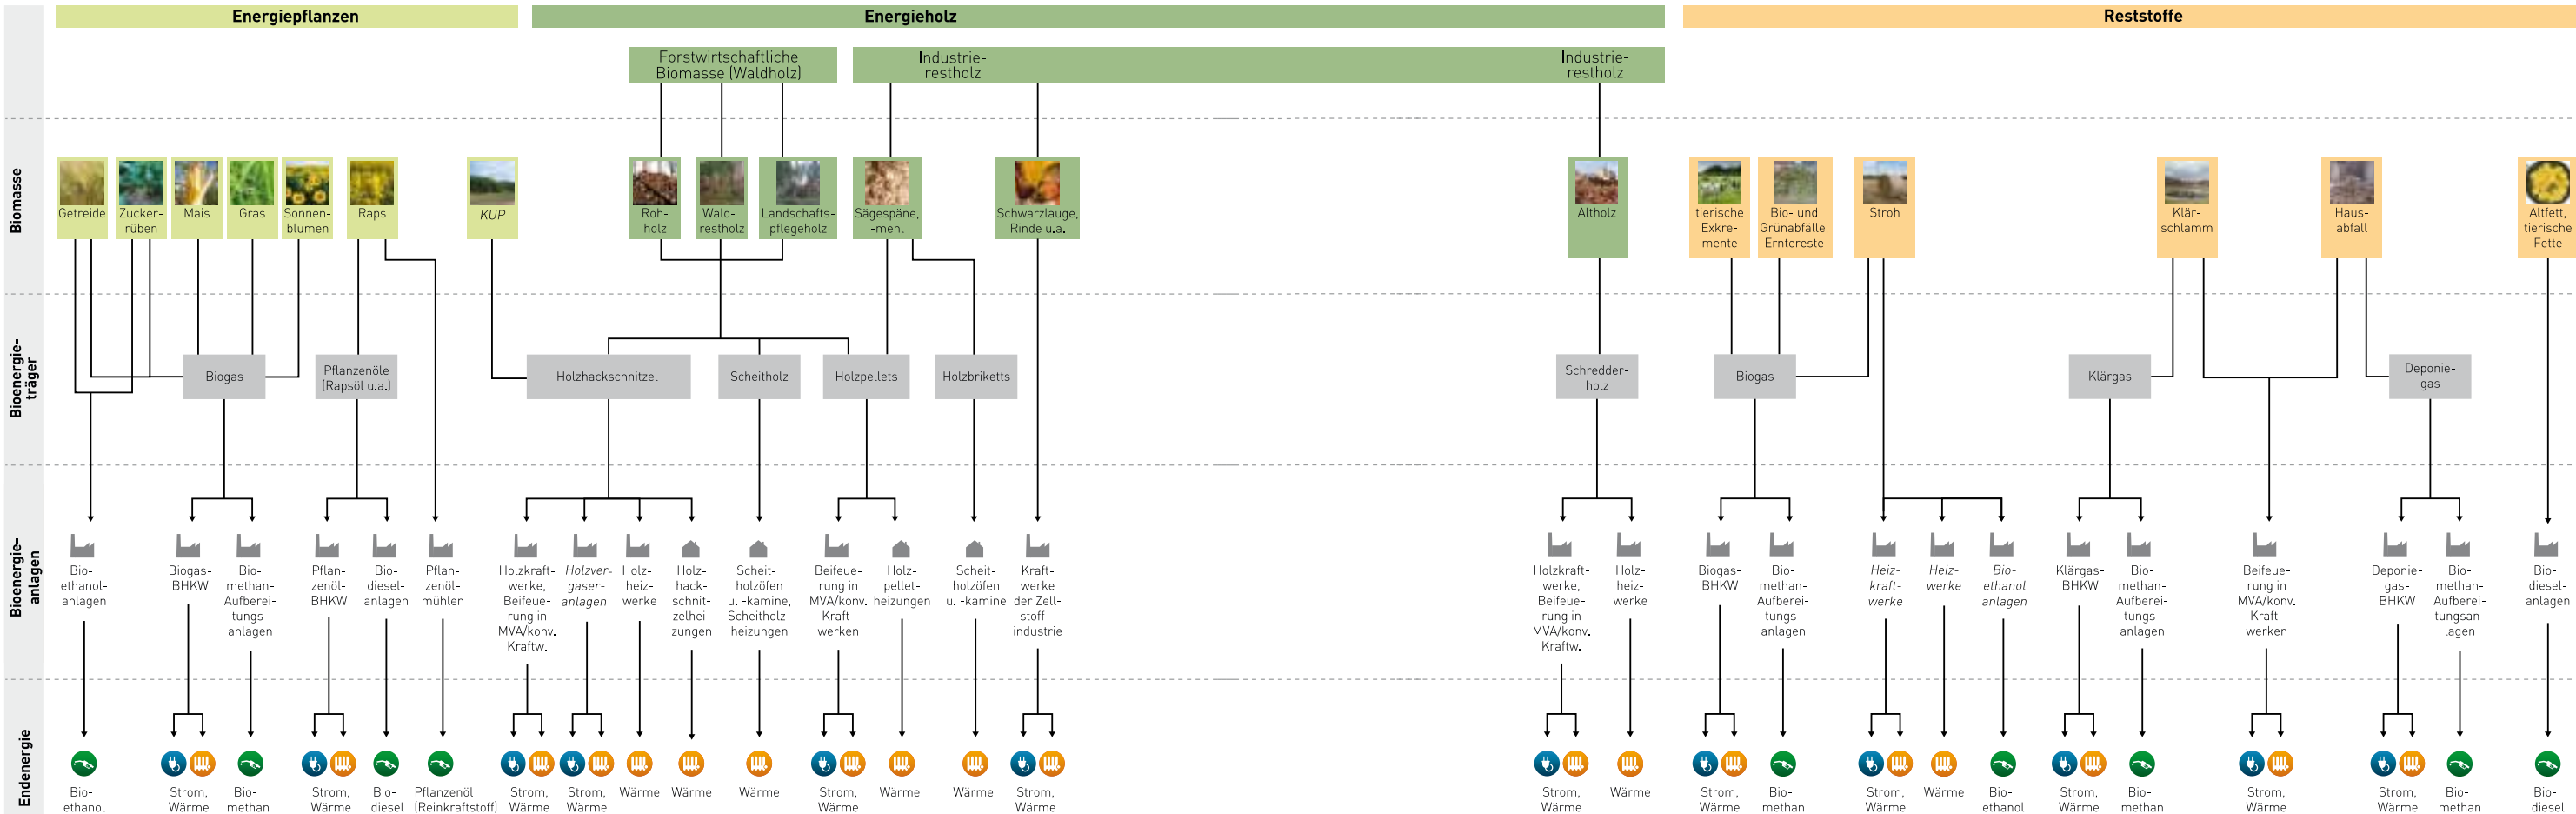 Energiepflanzen
Energieholz
Reststoffe
Forstwirtschaftliche
Biomasse (Waldholz)
Industrie-
restholz
Industrie-
restholz
Biomasse
Getreide
Zucker-
rüben
Mais
Gras
Sonnen-
blumen
Raps
KUP
Roh-
holz
Wald-
restholz
Landschafts-
pflegeholz
Sägespäne,
-mehl
Schwarzlauge,
Rinde u.a.
Altholz
tierische
Exkre-
mente
Bio- und
Grünabfälle,
Erntereste
Stroh
Klär-
schlamm
Haus-
abfall
Altfett,
tierische
Fette
Bioenergie-
träger
Biogas
Pflanzenöle
(Rapsöl u.a.)
Holzhackschnitzel
Scheitholz
Holzpellets
Holzbriketts
Schredder-
holz
Biogas
Klärgas
Deponie-
gas
Bioenergie-
anlagen
Bio-
ethanol-
anlagen
Biogas-
BHKW
Bio-
methan-
Aufberei-
tungs-
anlagen
Pflan-
zenöl-
BHKW
Bio-
diesel-
anlagen
Pflan-
zenöl-
mühlen
Holzkraft-
werke,
Beifeue-
rung in
MVA/konv.
Kraftw.
Holzver-
gaser-
anlagen
Holz-
heiz-
werke
Holz-
hack-
schnit-
zelhei-
zungen
Scheit-
holzöfen
u. -kamine,
Scheitholz-
heizungen
Beifeue-
rung in
MVA/konv.
Kraft-
werken
Holz-
pellet-
heizungen
Scheit-
holzöfen
u. -kamine
Kraft-
werke
der Zell-
stoff-
industrie
Holzkraft-
werke,
Beifeue-
rung in
MVA/konv.
Kraftw.
Holz-
heiz-
werke
Biogas-
BHKW
Bio-
methan-
Aufberei-
tungs-
anlagen
Heiz-
kraft-
werke
Heiz-
werke
Bio-
ethanol
anlagen
Klärgas-
BHKW
Bio-
methan-
Aufberei-
tungs-
anlagen
Beifeue-
rung in
MVA/konv.
Kraft-
werken
Deponie-
gas-
BHKW
Bio-
methan-
Aufberei-
tungsan-
lagen
Bio-
diesel-
anlagen
Endenergie
Bio-
ethanol
Strom,
Wärme
Bio-
methan
Strom,
Wärme
Bio-
diesel
Pflanzenöl
(Reinkraftstoff)
Strom,
Wärme
Strom,
Wärme
Wärme
Wärme
Wärme
Strom,
Wärme
Wärme
Wärme
Strom,
Wärme
Strom,
Wärme
Wärme
Strom,
Wärme
Bio-
methan
Strom,
Wärme
Wärme
Bio-
ethanol
Strom,
Wärme
Bio-
methan
Strom,
Wärme
Strom,
Wärme
Bio-
methan
Bio-
diesel